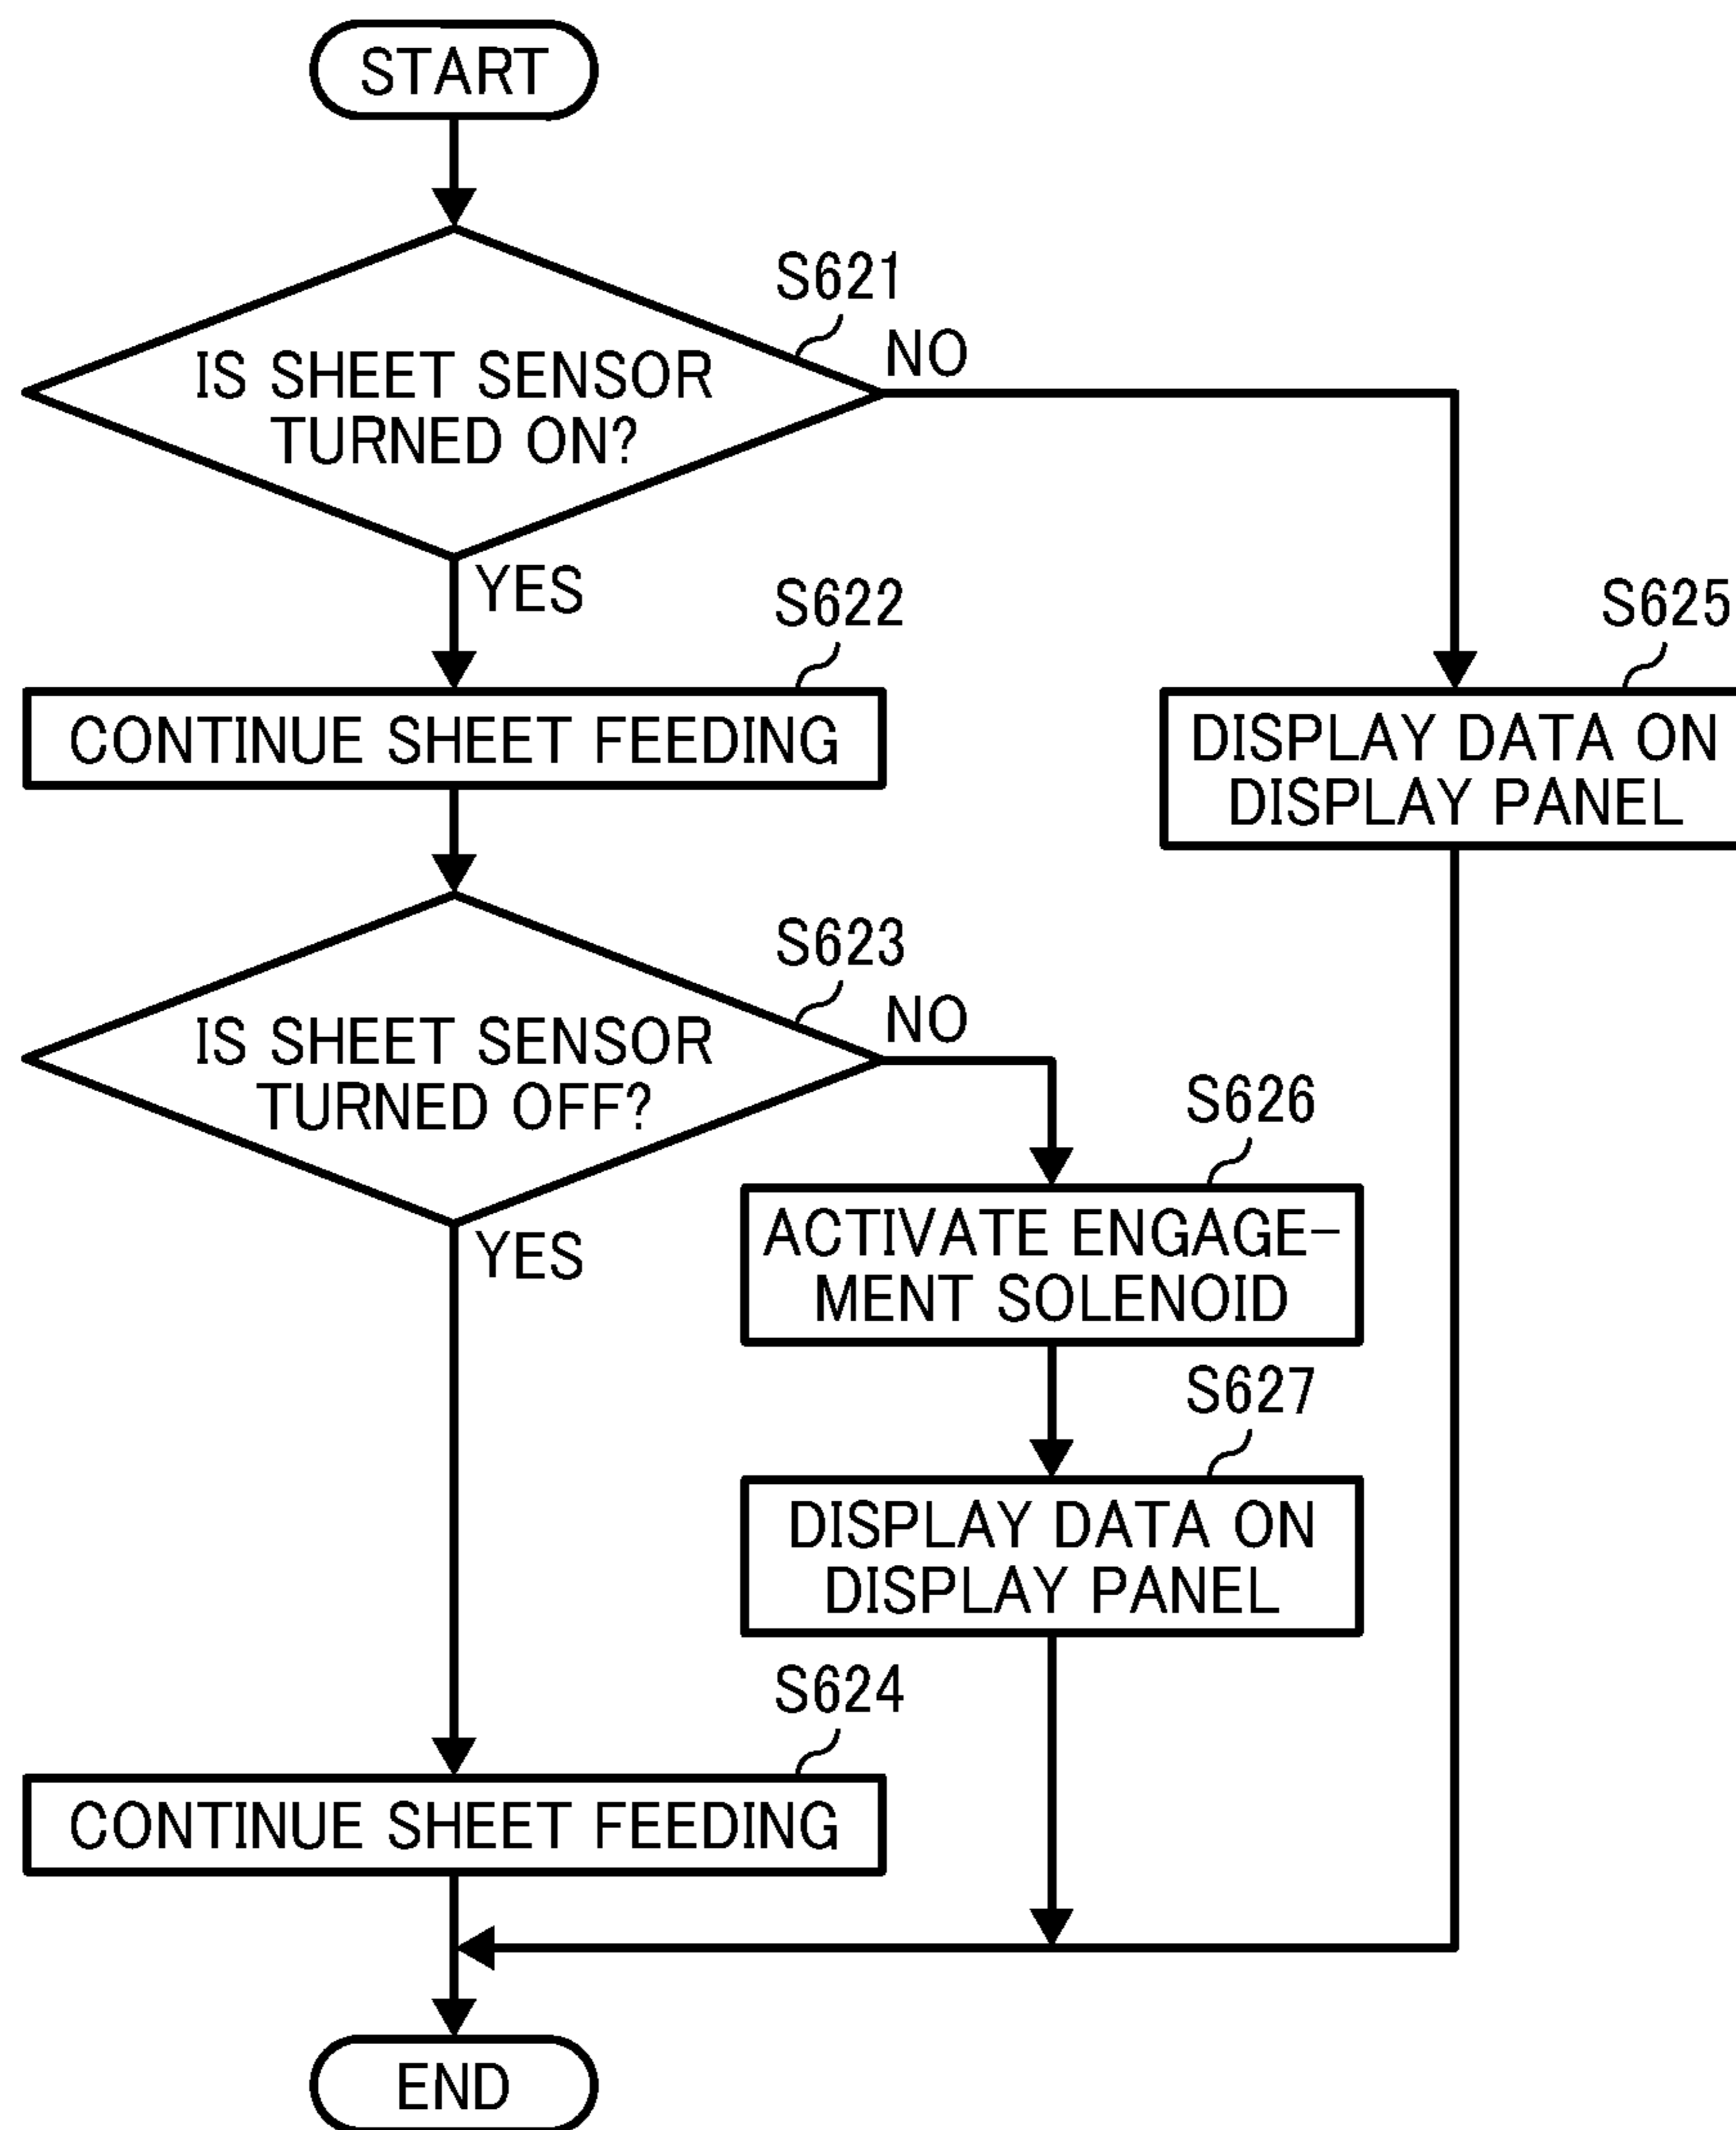 START
S621
NO
IS SHEET SENSOR
TURNED ON?
YES
S622
S625
CONTINUE SHEET FEEDING
DISPLAY DATA ON
DISPLAY PANEL
S623
NO
IS SHEET SENSOR
TURNED OFF?
YES
S626
ACTIVATE ENGAGE-
MENT SOLENOID
S627
DISPLAY DATA ON
DISPLAY PANEL
S624
CONTINUE SHEET FEEDING
END